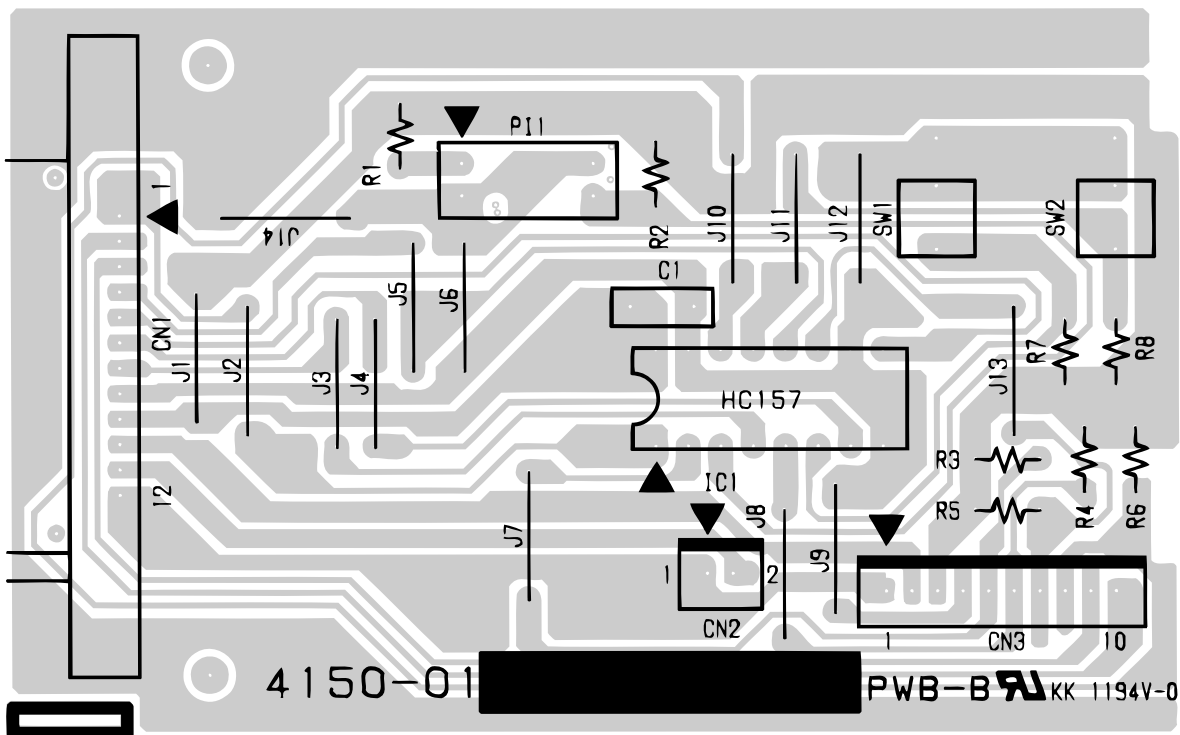 PI1
R1
1
J14
R2
J10
J11
J12
SW1
SW2
C1
J5
J6
CN1
J1
J2
J3
J4
HC157
J13
R7
R8
12
R3
R5
R4
R6
IC1
J7
J8
J9
1
2
CN2
1
CN3
10
4150-01
PWB-B RU KK 1194V-0